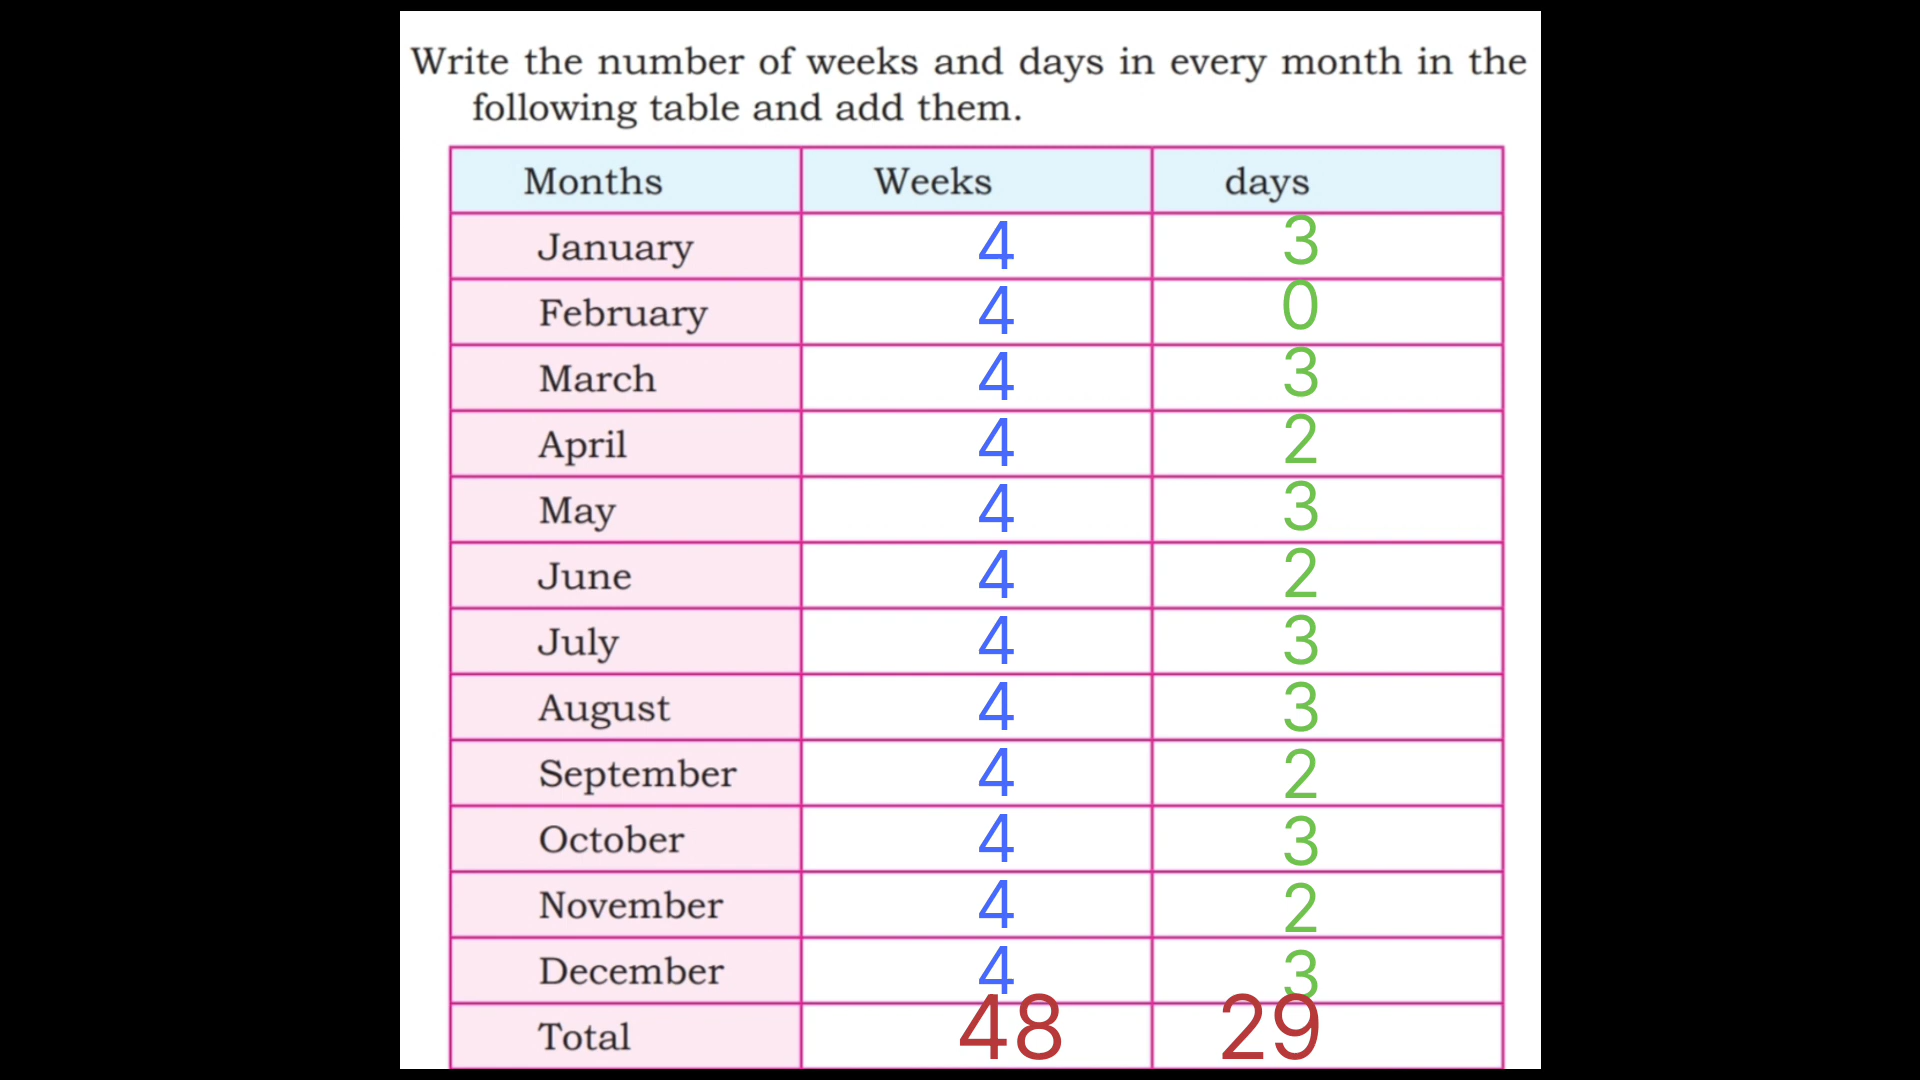 Write the number of weeks and days in every month in the
following table and add them.
Months Weeks days
January 4 3
February 4 0
March 4 3
April 4 2
May 4 3
June 4 2
July 4 3
August 4 3
September 4 2
October 4 3
November 4 2
December 4 3
Total 48 29